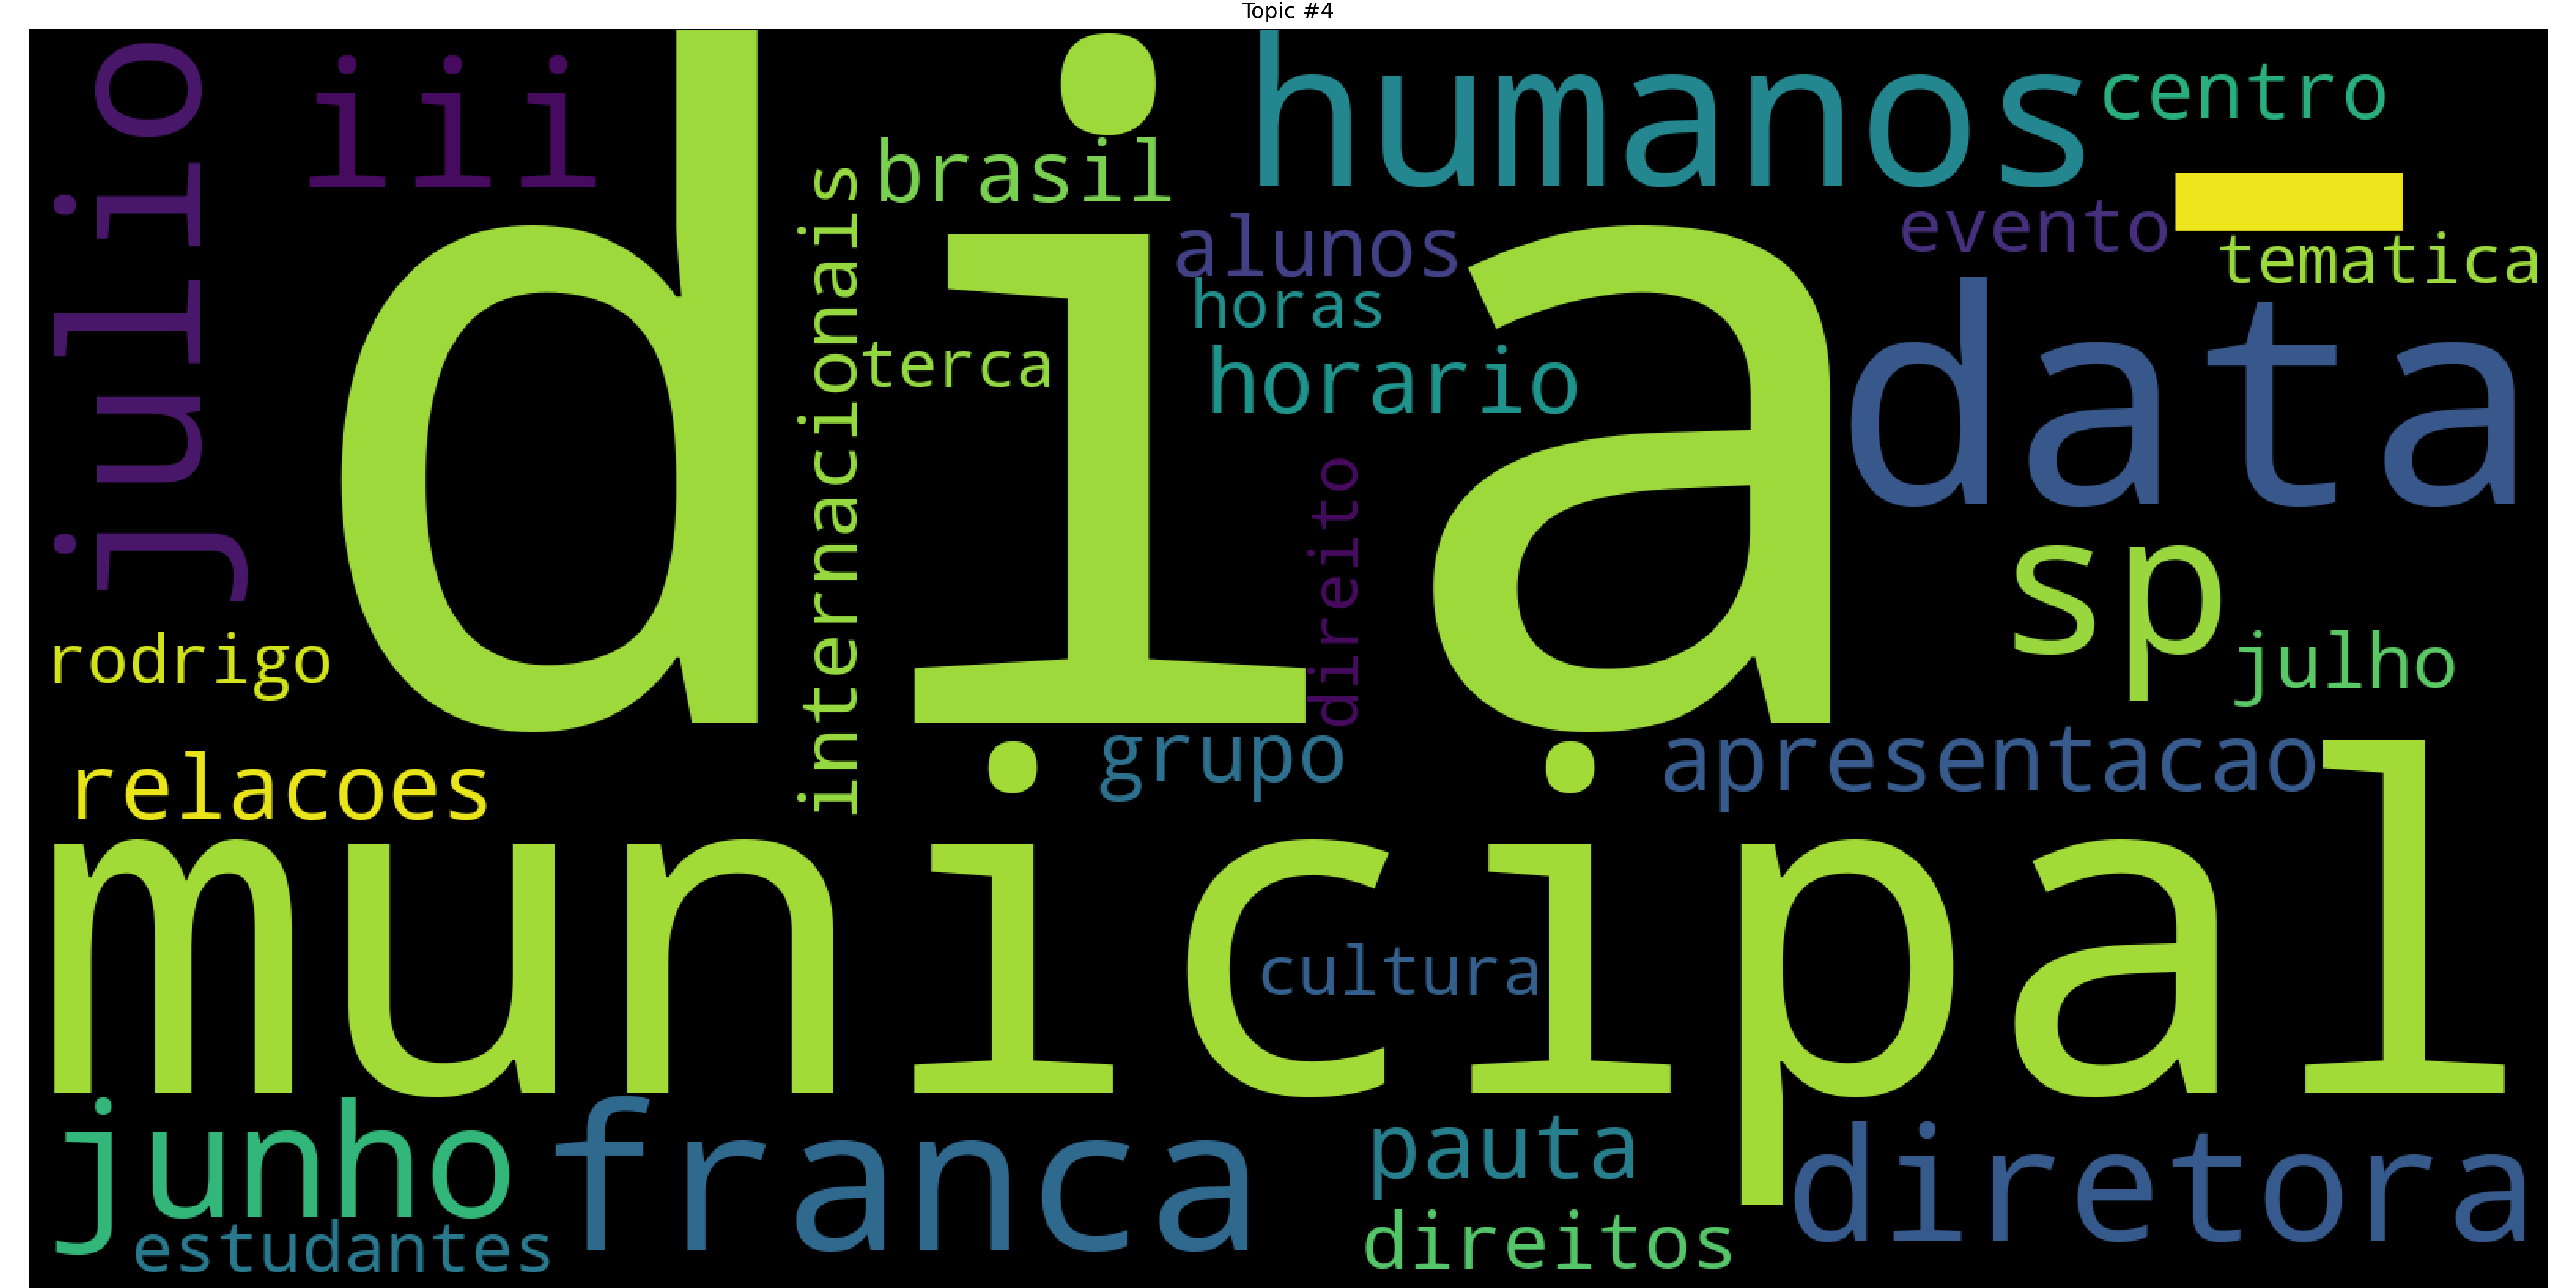 Topic #4
julio
iii
dia
humanos
centro
brasil
internacionais
alunos
evento
tematica
horas
terca
horario
data
direito
sp
rodrigo
julho
relacoes
grupo
apresentacao
municipal
cultura
junho
franca
pauta
diretora
estudantes
direitos